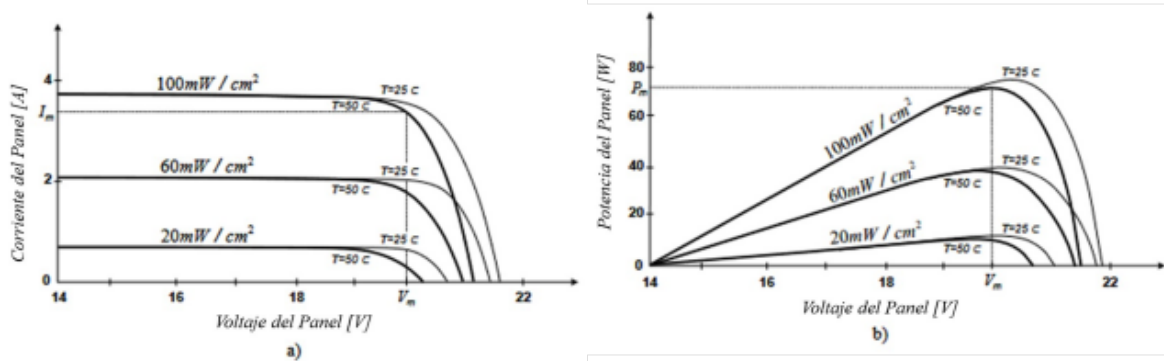 Corriente del Panel [A]
4
I_m
2
0
100mW / cm²
T=25 C
T=50 C
60mW / cm²
T=25 C
T=50 C
20mW / cm²
T=25 C
T=50 C
14
16
18
V_m
22
Voltaje del Panel [V]
a)
Potencia del Panel [W]
80
P_m
60
40
20
0
100mW / cm²
T=25 C
T=50 C
60mW / cm²
T=25 C
T=50 C
20mW / cm²
T=25 C
T=50 C
14
16
18
V_m
22
Voltaje del Panel [V]
b)